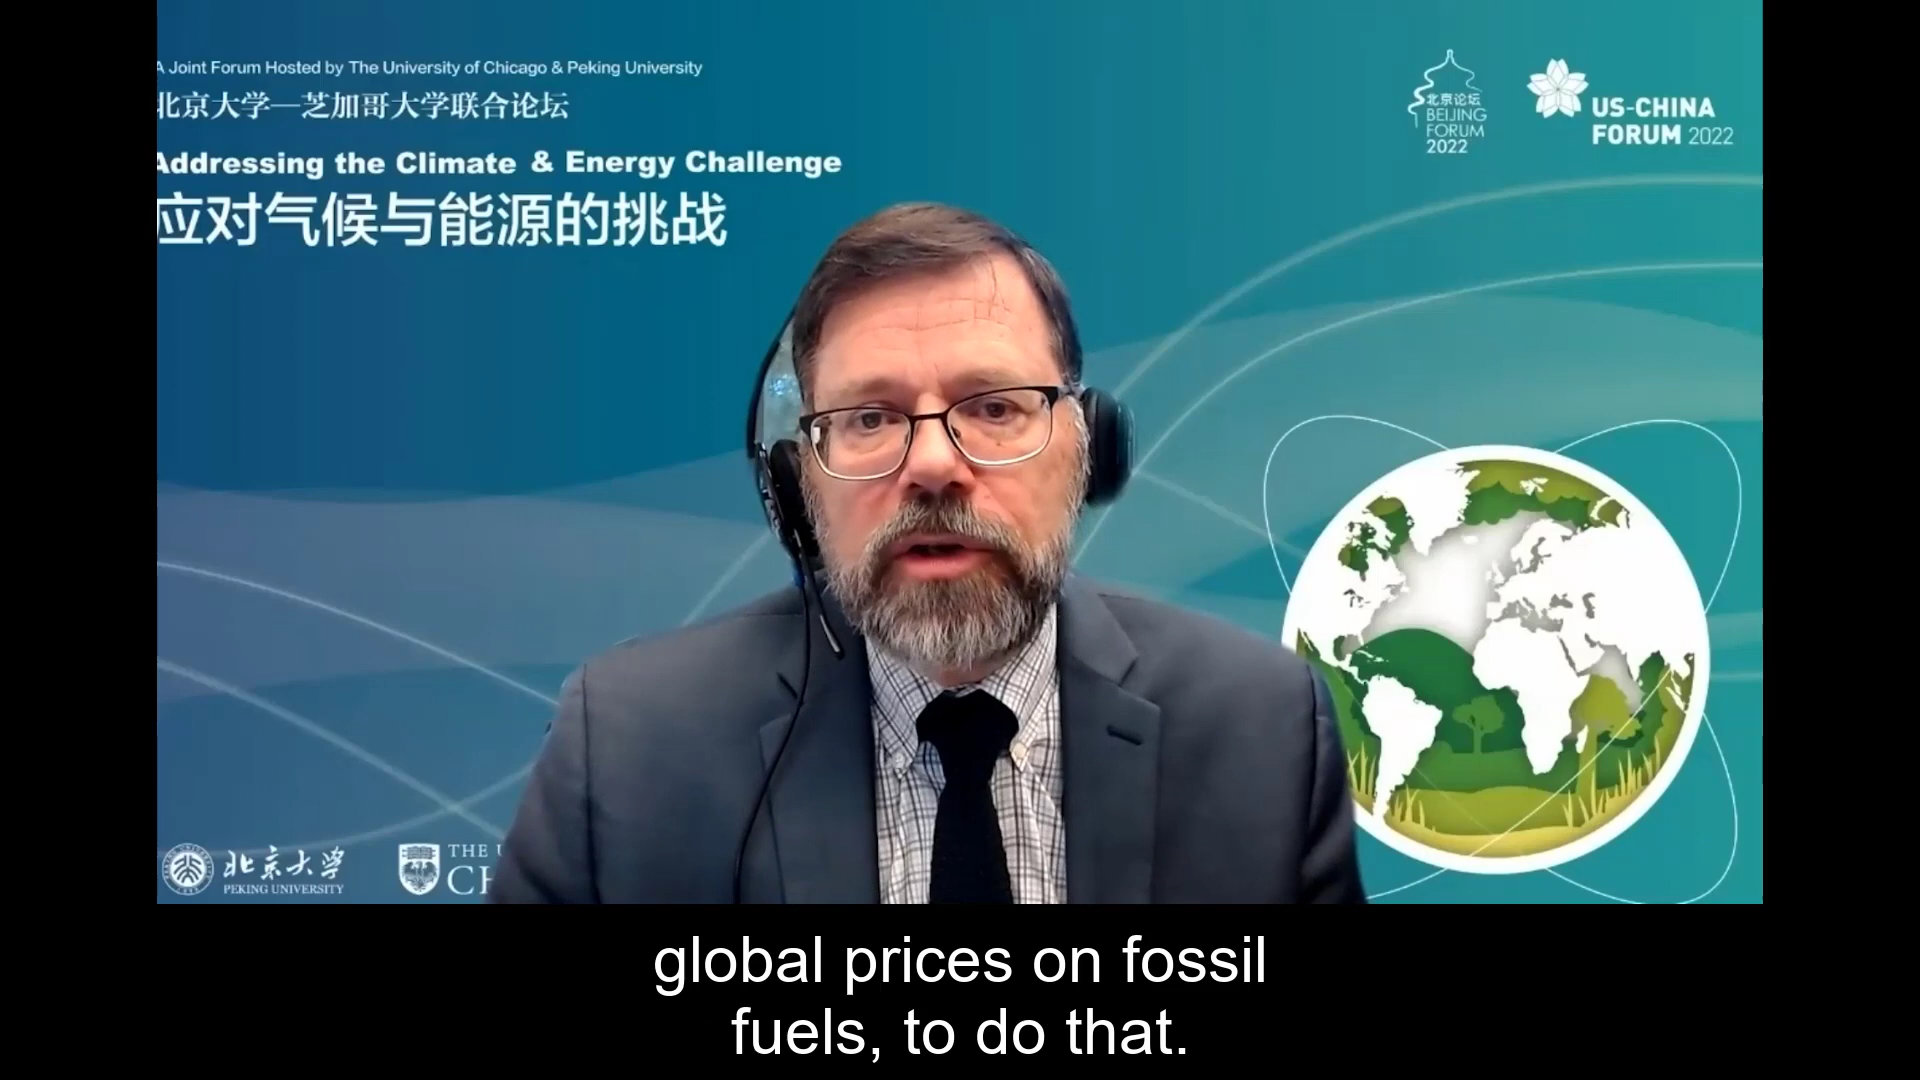 A Joint Forum Hosted by The University of Chicago & Peking University
北京大学—芝加哥大学联合论坛
Addressing the Climate & Energy Challenge
应对气候与能源的挑战
北京论坛
BEIJING
FORUM
2022
US-CHINA
FORUM 2022
北京大学
PEKING UNIVERSITY
THE U
CH
global prices on fossil
fuels, to do that.